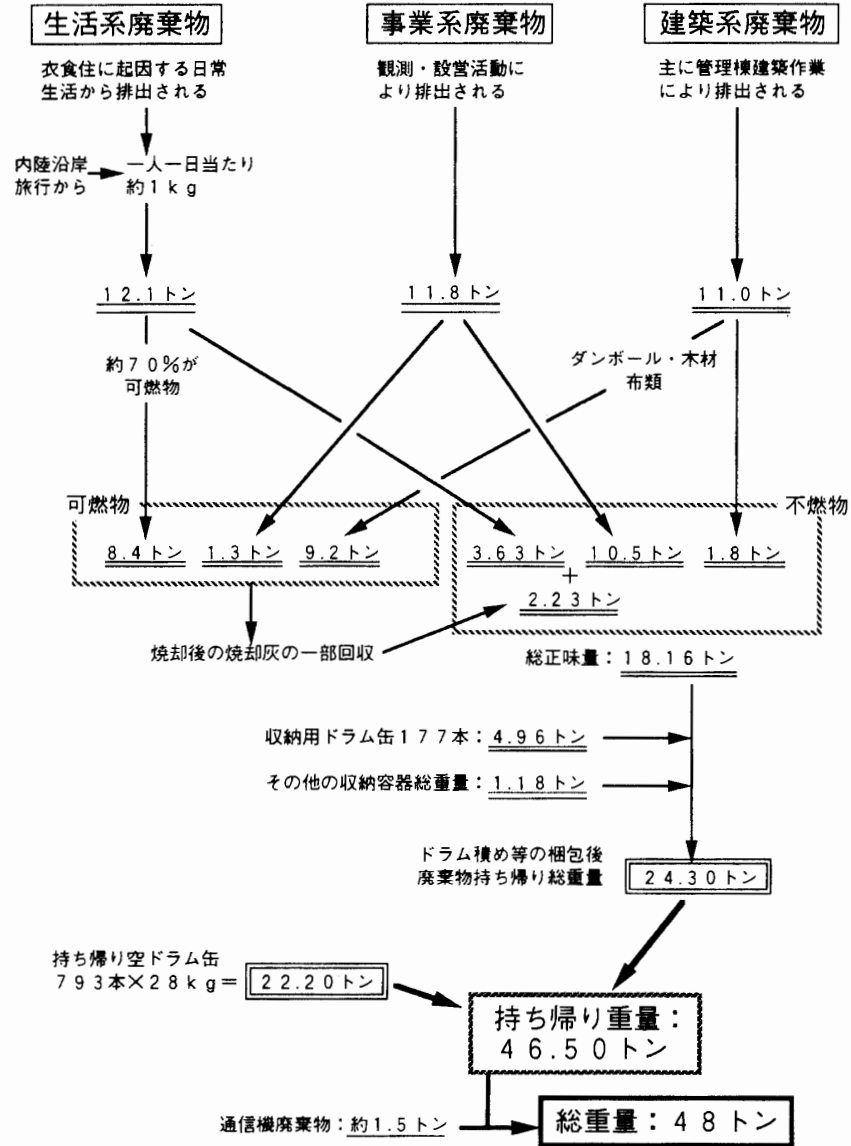 生活系廃棄物
事業系廃棄物
建築系廃棄物
衣食住に起因する日常
生活から排出される
観測・設営活動に
より排出される
主に管理棟建築作業
により排出される
内陸沿岸
旅行から
一人一日当たり
約1kg
12.1トン
11.8トン
11.0トン
約70%が
可燃物
ダンボール・木材
布類
可燃物
不燃物
8.4トン
1.3トン
9.2トン
3.63トン
10.5トン
1.8トン
+
2.23トン
焼却後の焼却灰の一部回収
総正味量:18.16トン
収納用ドラム缶177本:4.96トン
その他の収納容器総重量:1.18トン
ドラム積め等の梱包後
廃棄物持ち帰り総重量
24.30トン
持ち帰り空ドラム缶
793本×28kg=
22.20トン
持ち帰り重量:
46.50トン
通信機廃棄物:約1.5トン
総重量:48トン